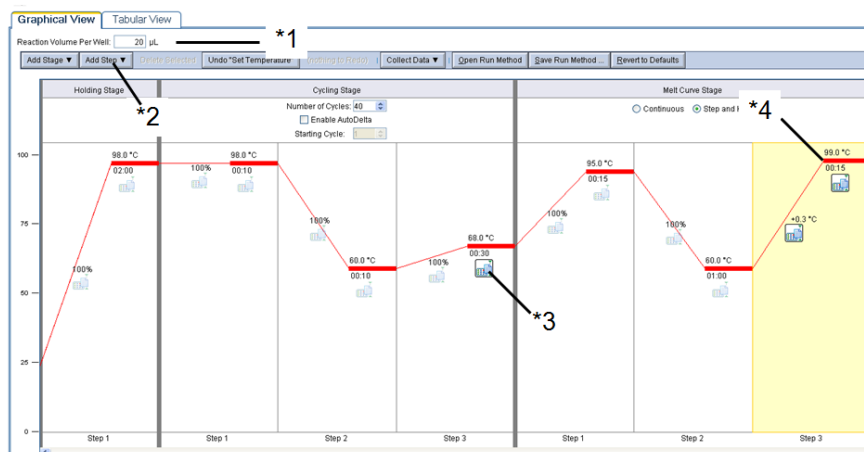 Graphical View Tabular View
Reaction Volume Per Well: 20 µL *1
Add Stage ▼ Add Step ▼ Delete Selected Undo "Set Temperature" (nothing to Redo) Collect Data ▼ Open Run Method Save Run Method ... Revert to Defaults
*2
Holding Stage Cycling Stage Melt Curve Stage
Number of Cycles: 40
Enable AutoDelta
Starting Cycle: 1
Continuous Step and *4
100
75
50
25
0
98.0 °C
02:00
100%
98.0 °C
00:10
100%
60.0 °C
00:10
100%
68.0 °C
00:30
100%
*3
95.0 °C
00:15
100%
60.0 °C
01:00
100%
99.0 °C
00:15
+0.3 °C
Step 1 Step 1 Step 2 Step 3 Step 1 Step 2 Step 3